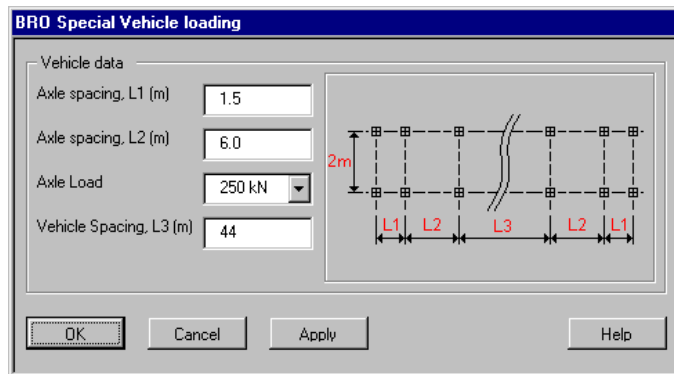 BRO Special Vehicle loading
Vehicle data
Axle spacing, L1 (m) 1.5
Axle spacing, L2 (m) 6.0
Axle Load 250 kN
Vehicle Spacing, L3 (m) 44
2m
L1 L2 L3 L2 L1
OK Cancel Apply Help